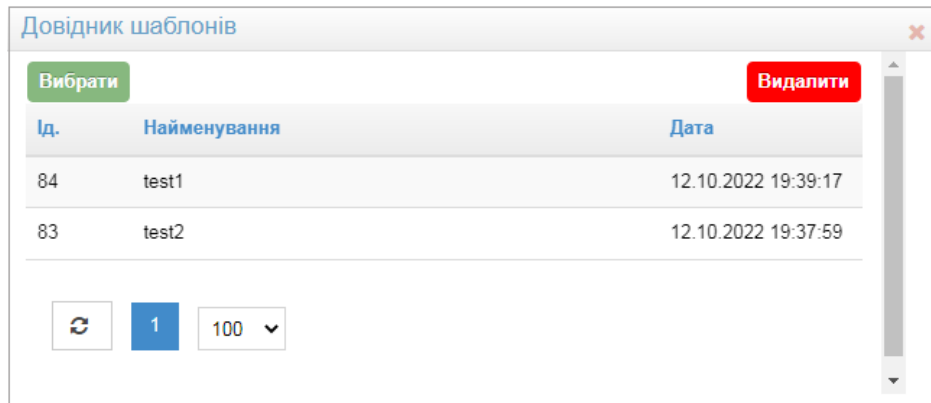 Довідник шаблонів
Вибрати Видалити
Ід. Найменування Дата
84 test1 12.10.2022 19:39:17
83 test2 12.10.2022 19:37:59
1 100